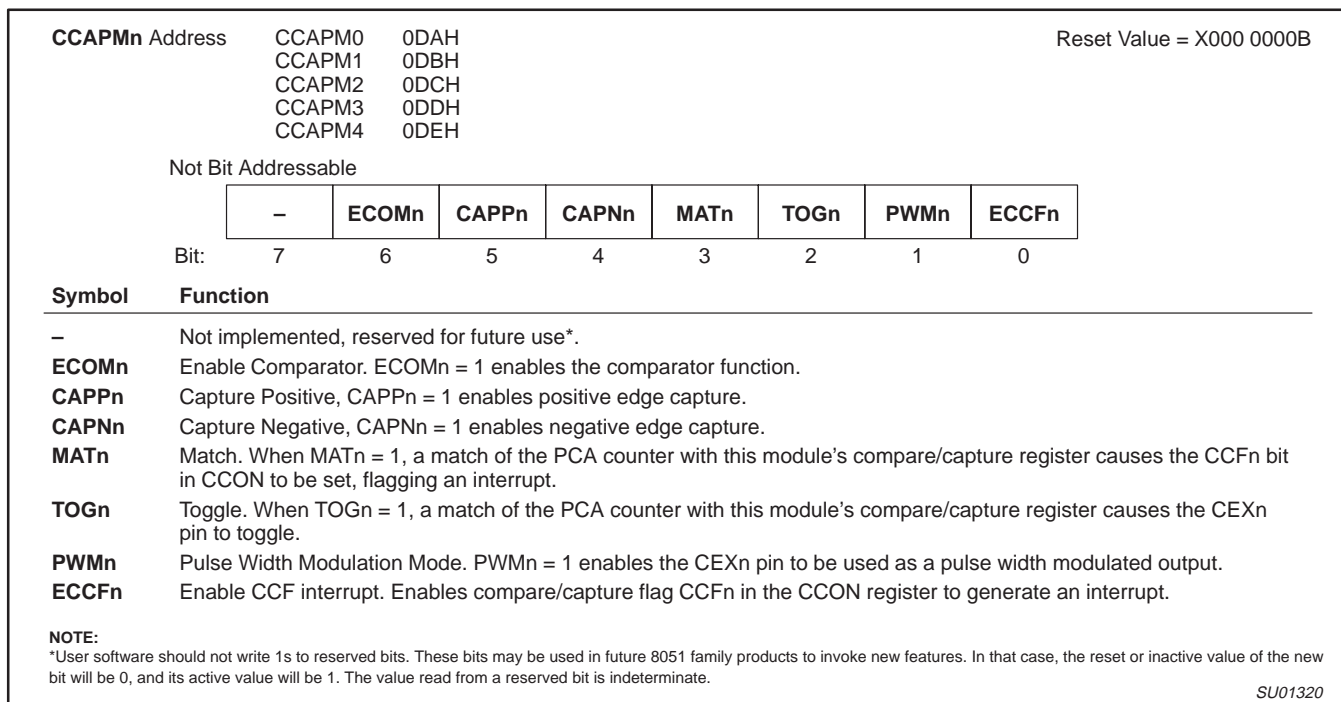 CCAPMn Address CCAPM0 0DAH Reset Value = X000 0000B
CCAPM1 0DBH
CCAPM2 0DCH
CCAPM3 0DDH
CCAPM4 0DEH
Not Bit Addressable
– ECOMn CAPPn CAPNn MATn TOGn PWMn ECCFn
Bit: 7 6 5 4 3 2 1 0
Symbol Function
– Not implemented, reserved for future use*.
ECOMn Enable Comparator. ECOMn = 1 enables the comparator function.
CAPPn Capture Positive, CAPPn = 1 enables positive edge capture.
CAPNn Capture Negative, CAPNn = 1 enables negative edge capture.
MATn Match. When MATn = 1, a match of the PCA counter with this module’s compare/capture register causes the CCFn bit
in CCON to be set, flagging an interrupt.
TOGn Toggle. When TOGn = 1, a match of the PCA counter with this module’s compare/capture register causes the CEXn
pin to toggle.
PWMn Pulse Width Modulation Mode. PWMn = 1 enables the CEXn pin to be used as a pulse width modulated output.
ECCFn Enable CCF interrupt. Enables compare/capture flag CCFn in the CCON register to generate an interrupt.
NOTE:
*User software should not write 1s to reserved bits. These bits may be used in future 8051 family products to invoke new features. In that case, the reset or inactive value of the new
bit will be 0, and its active value will be 1. The value read from a reserved bit is indeterminate.
SU01320